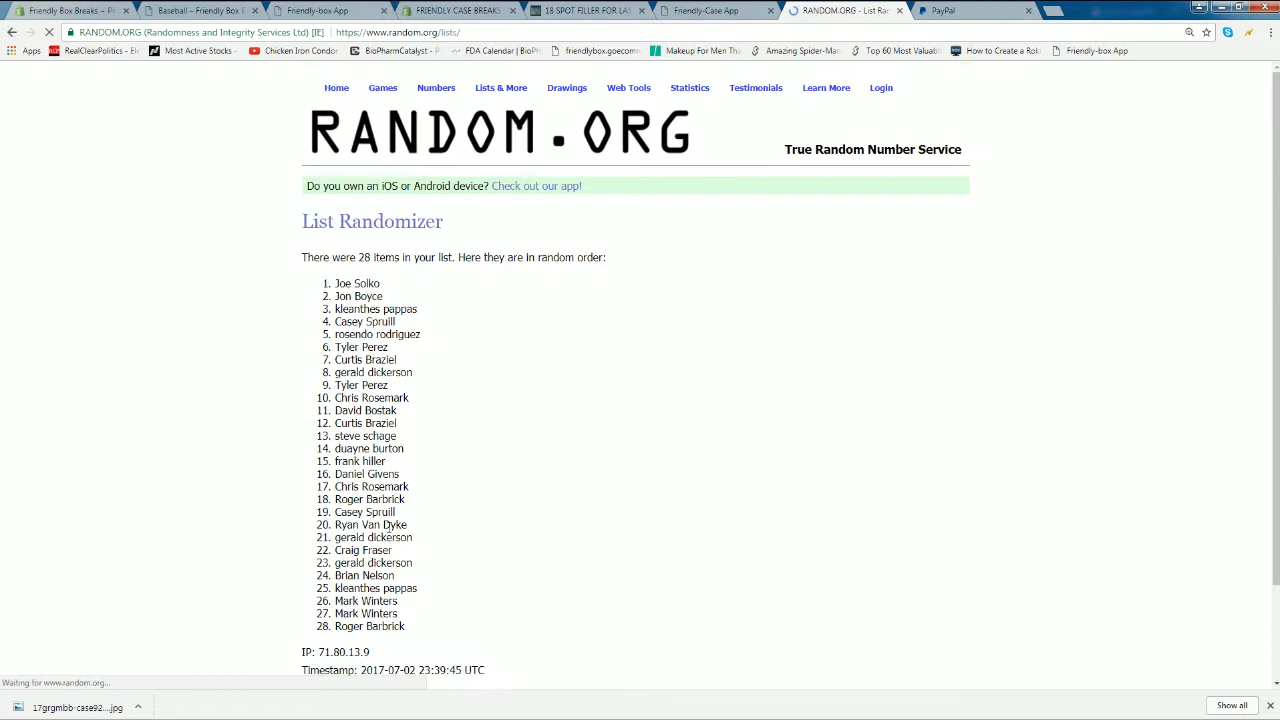 Friendly Box Breaks – Pr
Baseball – Friendly Box B
Friendly-box App
FRIENDLY CASE BREAKS
18 SPOT FILLER FOR LAS
Friendly-Case App
RANDOM.ORG - List Ra
PayPal
RANDOM.ORG (Randomness and Integrity Services Ltd) [IE] https://www.random.org/lists/
Apps
RealClearPolitics - El
Most Active Stocks -
Chicken Iron Condor
BioPharmCatalyst - P
FDA Calendar | BioP
friendlybox.goecomm
Makeup For Men Tha
Amazing Spider-Mar
Top 60 Most Valuabl
How to Create a Rok
Friendly-box App
Home Games Numbers Lists & More Drawings Web Tools Statistics Testimonials Learn More Login
RANDOM.ORG
True Random Number Service
Do you own an iOS or Android device? Check out our app!
List Randomizer
There were 28 items in your list. Here they are in random order:
1. Joe Solko
2. Jon Boyce
3. kleanthes pappas
4. Casey Spruill
5. rosendo rodriguez
6. Tyler Perez
7. Curtis Braziel
8. gerald dickerson
9. Tyler Perez
10. Chris Rosemark
11. David Bostak
12. Curtis Braziel
13. steve schage
14. duayne burton
15. frank hiller
16. Daniel Givens
17. Chris Rosemark
18. Roger Barbrick
19. Casey Spruill
20. Ryan Van Dyke
21. gerald dickerson
22. Craig Fraser
23. gerald dickerson
24. Brian Nelson
25. kleanthes pappas
26. Mark Winters
27. Mark Winters
28. Roger Barbrick
IP: 71.80.13.9
Timestamp: 2017-07-02 23:39:45 UTC
Waiting for www.random.org...
17grgmbb-case92....jpg
Show all